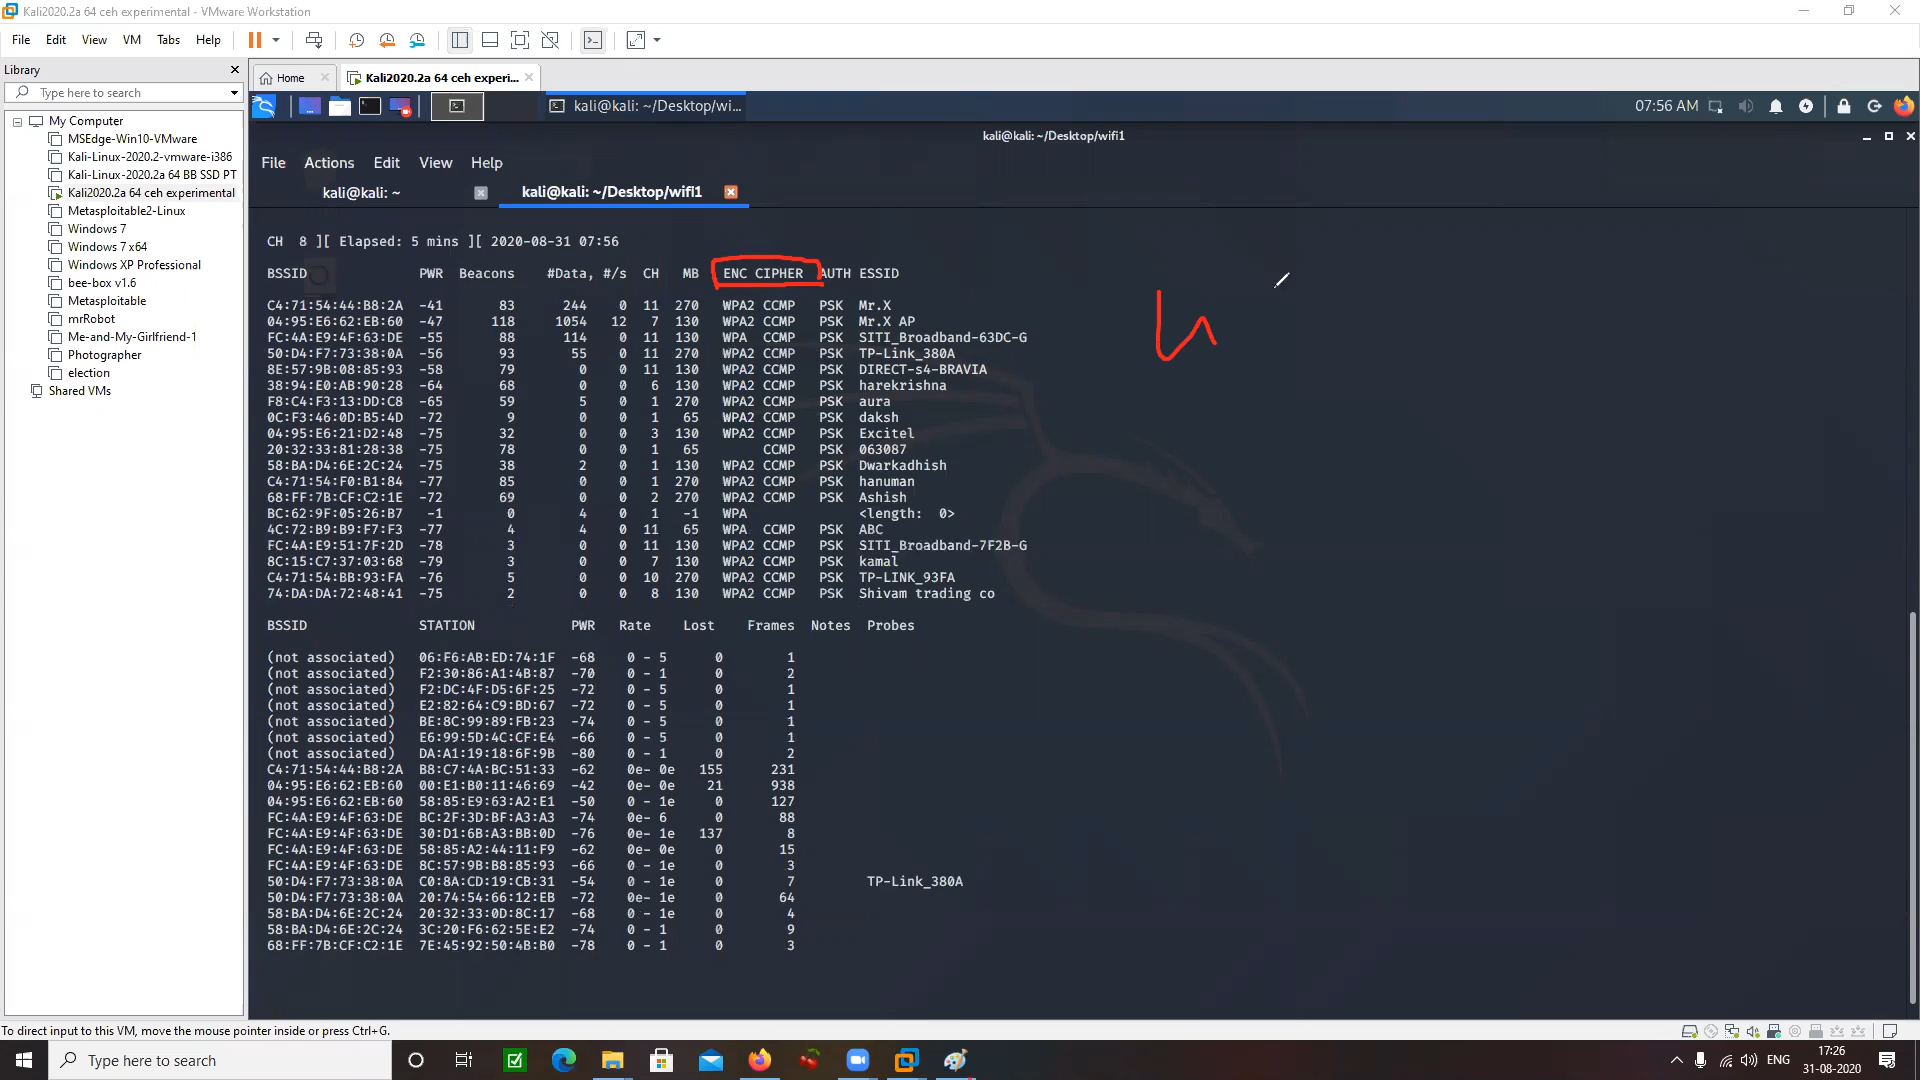 Kali2020.2a 64 ceh experimental - VMware Workstation
File Edit View VM Tabs Help
Library
Type here to search
Home
Kali2020.2a 64 ceh experi...
My Computer
MSEdge-Win10-VMware
Kali-Linux-2020.2-vmware-i386
Kali-Linux-2020.2a 64 BB SSD PT
Kali2020.2a 64 ceh experimental
Metasploitable2-Linux
Windows 7
Windows 7 x64
Windows XP Professional
bee-box v1.6
Metasploitable
mrRobot
Me-and-My-Girlfriend-1
Photographer
election
Shared VMs
kali@kali: ~/Desktop/wi...
07:56 AM
kali@kali: ~/Desktop/wifi1
File Actions Edit View Help
kali@kali: ~
kali@kali: ~/Desktop/wifi1
CH 8 ][ Elapsed: 5 mins ][ 2020-08-31 07:56
BSSID PWR Beacons #Data, #/s CH MB ENC CIPHER AUTH ESSID
C4:71:54:44:B8:2A -41 83 244 0 11 270 WPA2 CCMP PSK Mr.X
04:95:E6:62:EB:60 -47 118 1054 12 7 130 WPA2 CCMP PSK Mr.X AP
FC:4A:E9:4F:63:DE -55 88 114 0 11 130 WPA CCMP PSK SITI_Broadband-63DC-G
50:D4:F7:73:38:0A -56 93 55 0 11 270 WPA2 CCMP PSK TP-Link_380A
8E:57:9B:08:85:93 -58 79 0 0 11 130 WPA2 CCMP PSK DIRECT-s4-BRAVIA
38:94:E0:AB:90:28 -64 68 0 0 6 130 WPA2 CCMP PSK harekrishna
F8:C4:F3:13:DD:C8 -65 59 5 0 1 270 WPA2 CCMP PSK aura
0C:F3:46:0D:B5:4D -72 9 0 0 1 65 WPA2 CCMP PSK daksh
04:95:E6:21:D2:48 -75 32 0 0 3 130 WPA2 CCMP PSK Excitel
20:32:33:81:28:38 -75 78 0 0 1 65 CCMP PSK 063087
58:BA:D4:6E:2C:24 -75 38 2 0 1 130 WPA2 CCMP PSK Dwarkadhish
C4:71:54:F0:B1:84 -77 85 0 0 1 270 WPA2 CCMP PSK hanuman
68:FF:7B:CF:C2:1E -72 69 0 0 2 270 WPA2 CCMP PSK Ashish
BC:62:9F:05:26:B7 -1 0 4 0 1 -1 WPA <length: 0>
4C:72:B9:B9:F7:F3 -77 4 4 0 11 65 WPA CCMP PSK ABC
FC:4A:E9:51:7F:2D -78 3 0 0 11 130 WPA2 CCMP PSK SITI_Broadband-7F2B-G
8C:15:C7:37:03:68 -79 3 0 0 7 130 WPA2 CCMP PSK kamal
C4:71:54:BB:93:FA -76 5 0 0 10 270 WPA2 CCMP PSK TP-LINK_93FA
74:DA:DA:72:48:41 -75 2 0 0 8 130 WPA2 CCMP PSK Shivam trading co
BSSID STATION PWR Rate Lost Frames Notes Probes
(not associated) 06:F6:AB:ED:74:1F -68 0 - 5 0 1
(not associated) F2:30:86:A1:4B:87 -70 0 - 1 0 2
(not associated) F2:DC:4F:D5:6F:25 -72 0 - 5 0 1
(not associated) E2:82:64:C9:BD:67 -72 0 - 5 0 1
(not associated) BE:8C:99:89:FB:23 -74 0 - 5 0 1
(not associated) E6:99:5D:4C:CF:E4 -66 0 - 5 0 1
(not associated) DA:A1:19:18:6F:9B -80 0 - 1 0 2
C4:71:54:44:B8:2A B8:C7:4A:BC:51:33 -62 0e- 0e 155 231
04:95:E6:62:EB:60 00:E1:B0:11:46:69 -42 0e- 0e 21 938
04:95:E6:62:EB:60 58:85:E9:63:A2:E1 -50 0 - 1e 0 127
FC:4A:E9:4F:63:DE BC:2F:3D:BF:A3:A3 -74 0e- 6 0 88
FC:4A:E9:4F:63:DE 30:D1:6B:A3:BB:0D -76 0e- 1e 137 8
FC:4A:E9:4F:63:DE 58:85:A2:44:11:F9 -62 0e- 0e 0 15
FC:4A:E9:4F:63:DE 8C:57:9B:B8:85:93 -66 0 - 1e 0 3
50:D4:F7:73:38:0A C0:8A:CD:19:CB:31 -54 0 - 1e 0 7 TP-Link_380A
50:D4:F7:73:38:0A 20:74:54:66:12:EB -72 0e- 1e 0 64
58:BA:D4:6E:2C:24 20:32:33:0D:8C:17 -68 0 - 1e 0 4
58:BA:D4:6E:2C:24 3C:20:F6:62:5E:E2 -74 0 - 1 0 9
68:FF:7B:CF:C2:1E 7E:45:92:50:4B:B0 -78 0 - 1 0 3
To direct input to this VM, move the mouse pointer inside or press Ctrl+G.
Type here to search
ENG
17:26
31-08-2020